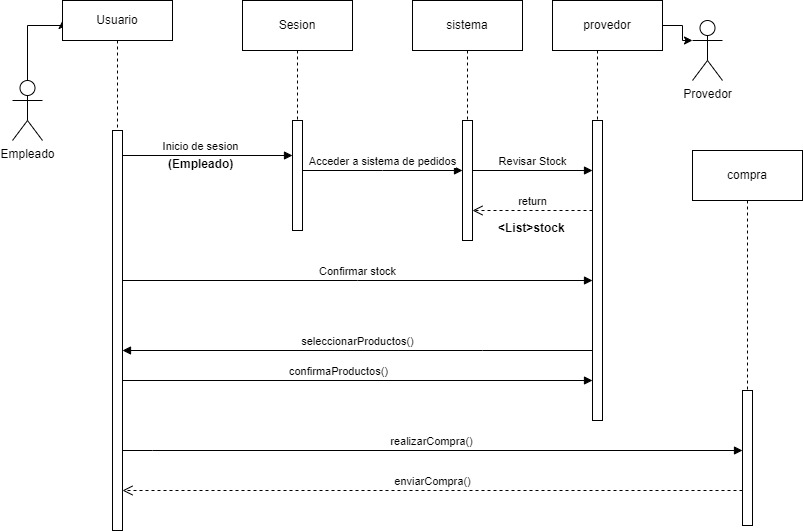 Usuario
Sesion
sistema
provedor
Empleado
Provedor
Inicio de sesion
(Empleado)
Acceder a sistema de pedidos
Revisar Stock
compra
return
<List>stock
Confirmar stock
seleccionarProductos()
confirmaProductos()
realizarCompra()
enviarCompra()